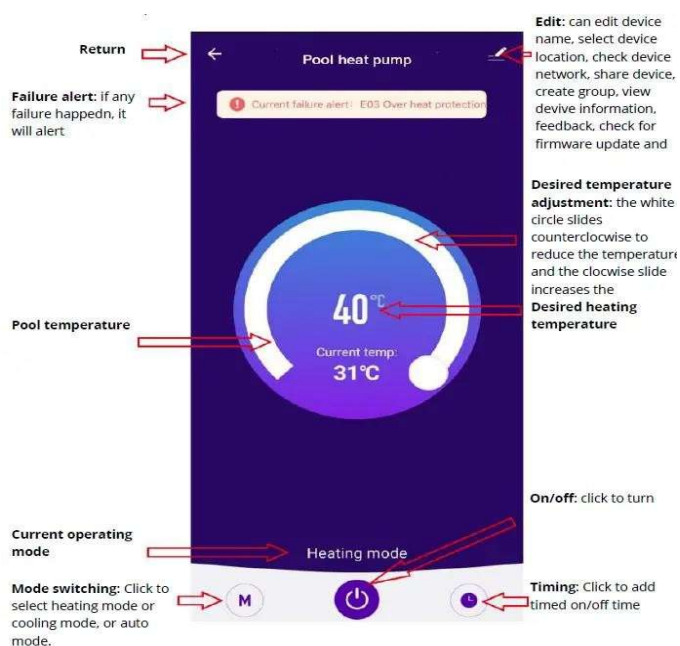 Return
Pool heat pump
Edit: can edit device
name, select device
location, check device
network, share device,
create group, view
devive information,
feedback, check for
firmware update and
Failure alert: if any
failure happedn, it
will alert
Current failure alert: E03 Over heat protection
Desired temperature
adjustment: the white
circle slides
counterclocwise to
reduce the temperature
and the clocwise slide
increases the
Desired heating
temperature
40°C
Pool temperature
Current temp:
31°C
On/off: click to turn
Current operating
mode
Heating mode
Mode switching: Click to
select heating mode or
cooling mode, or auto
mode.
M
Timing: Click to add
timed on/off time